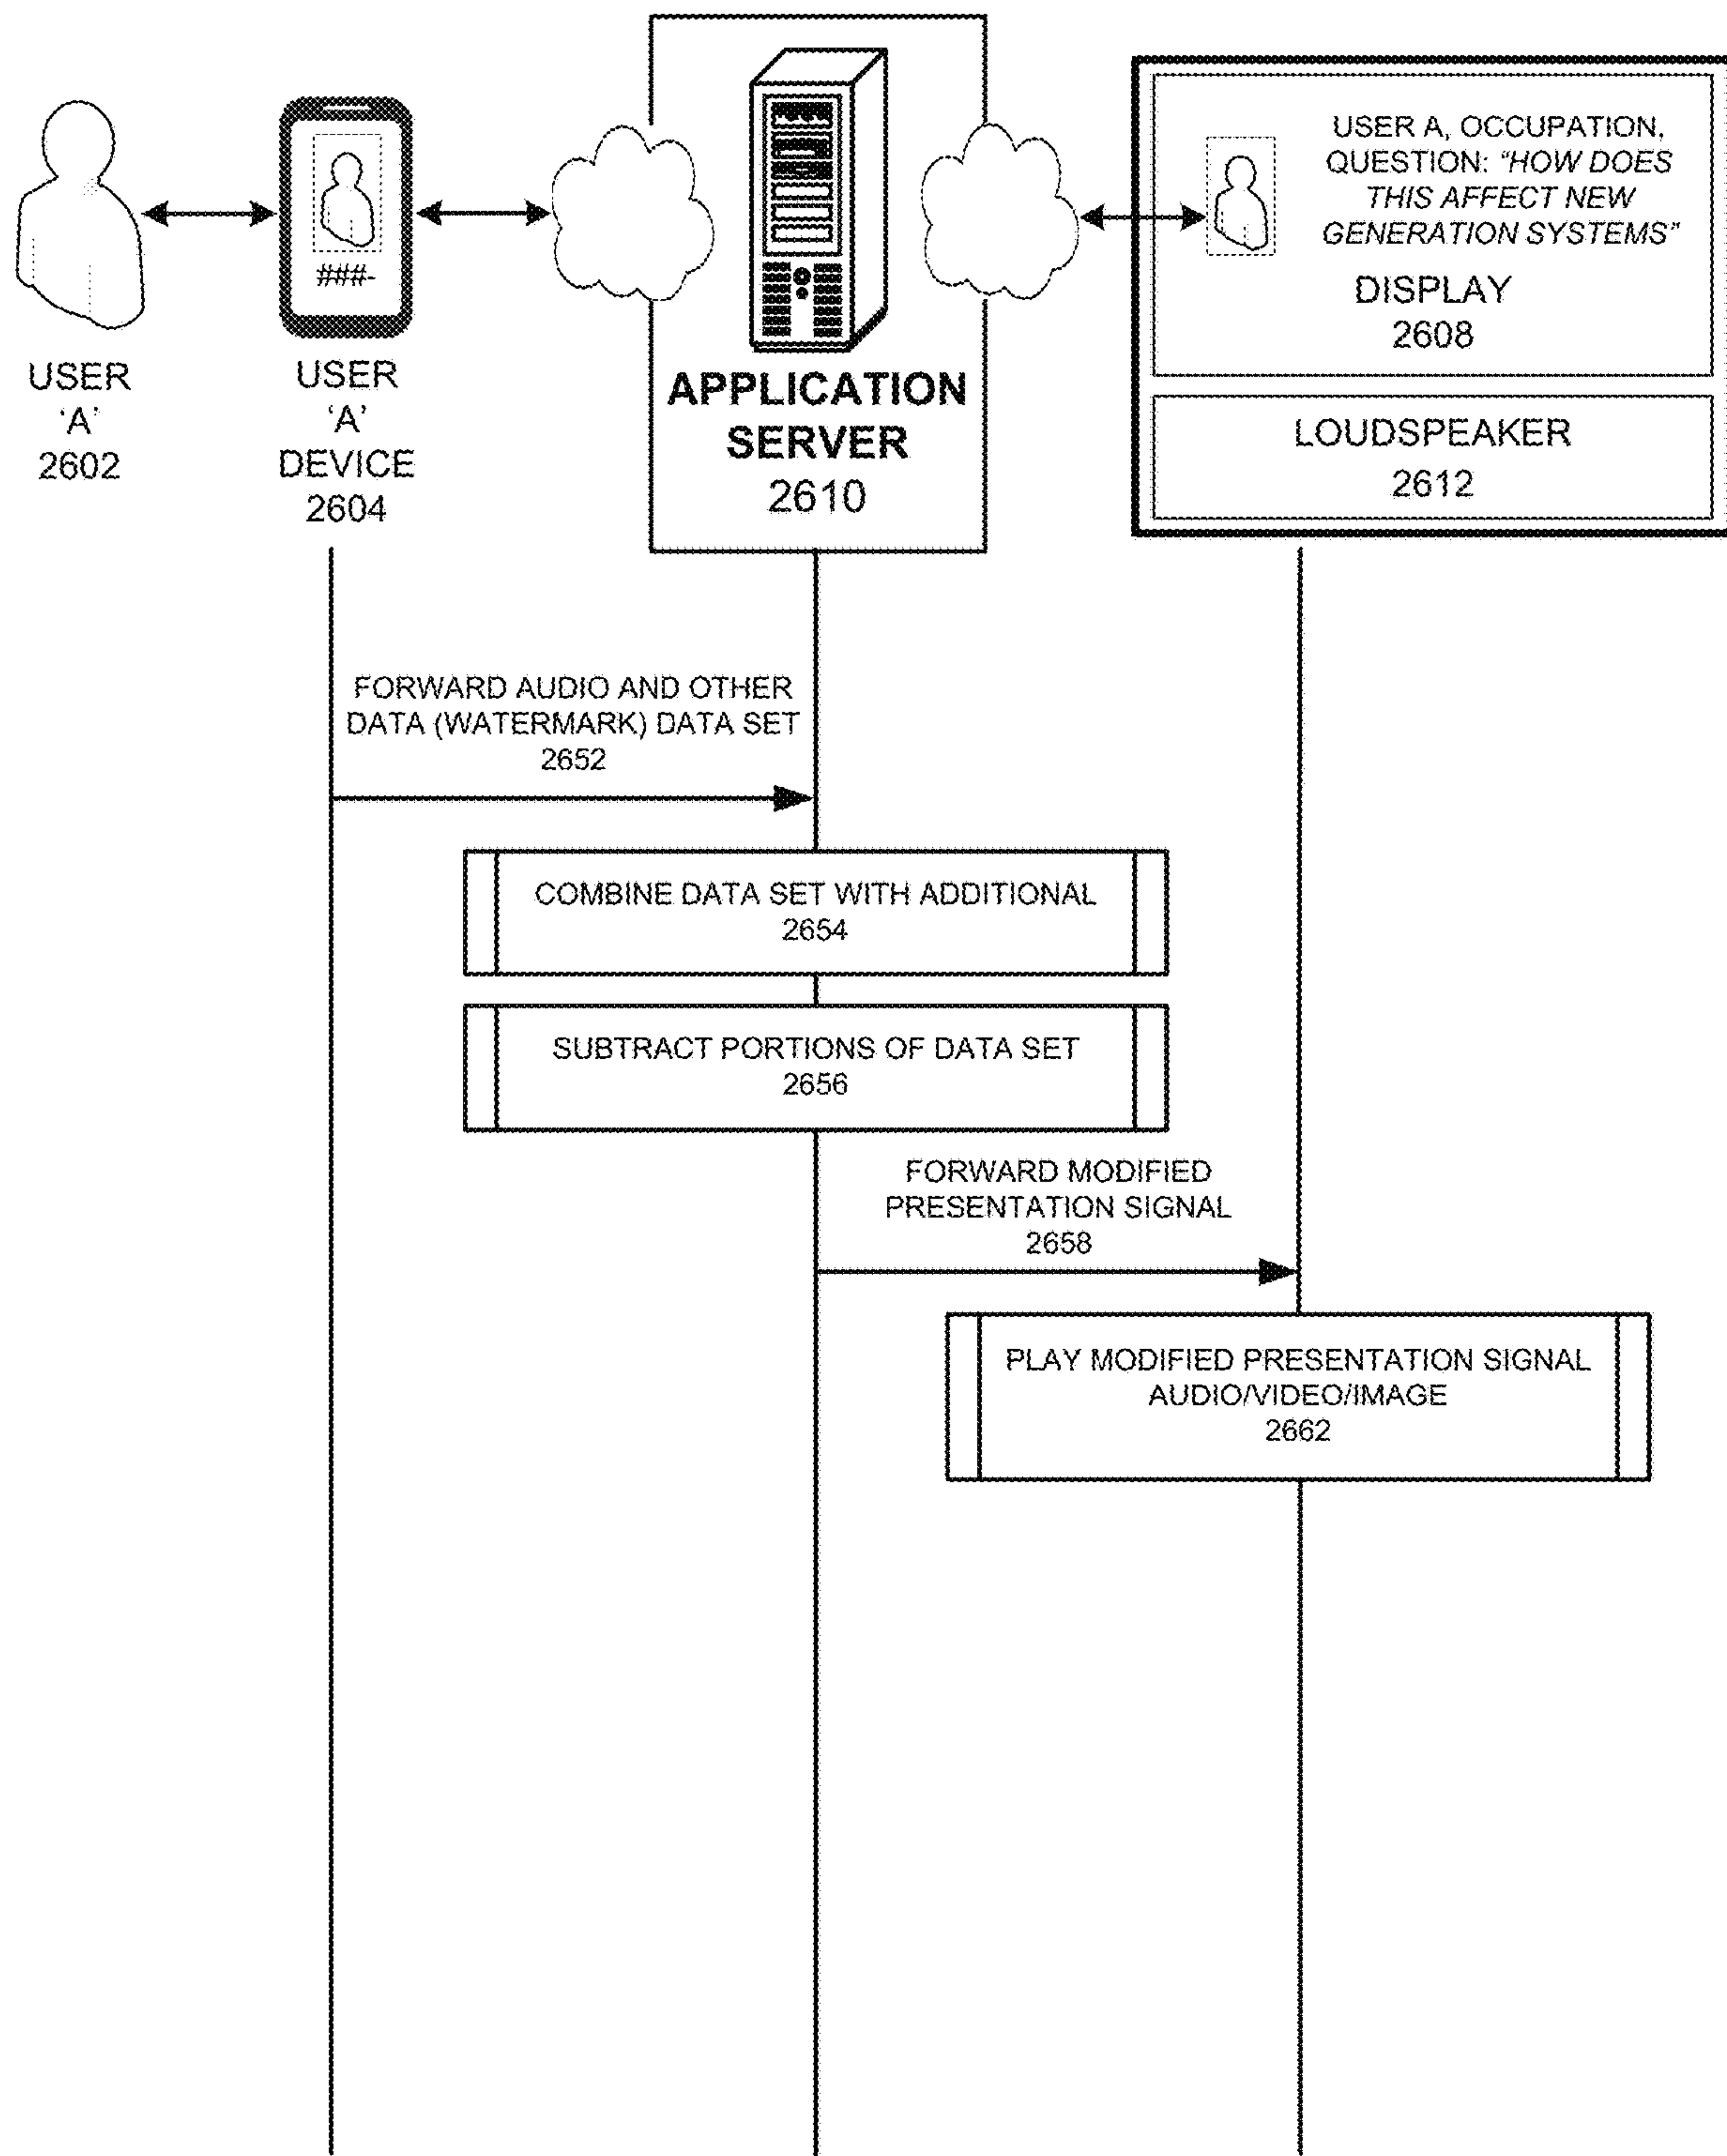 USER
'A'
2602
###-
USER
'A'
DEVICE
2604
APPLICATION
SERVER
2610
USER A, OCCUPATION,
QUESTION: "HOW DOES
THIS AFFECT NEW
GENERATION SYSTEMS"
DISPLAY
2608
LOUDSPEAKER
2612
FORWARD AUDIO AND OTHER
DATA (WATERMARK) DATA SET
2652
COMBINE DATA SET WITH ADDITIONAL
2654
SUBTRACT PORTIONS OF DATA SET
2656
FORWARD MODIFIED
PRESENTATION SIGNAL
2658
PLAY MODIFIED PRESENTATION SIGNAL
AUDIO/VIDEO/IMAGE
2662